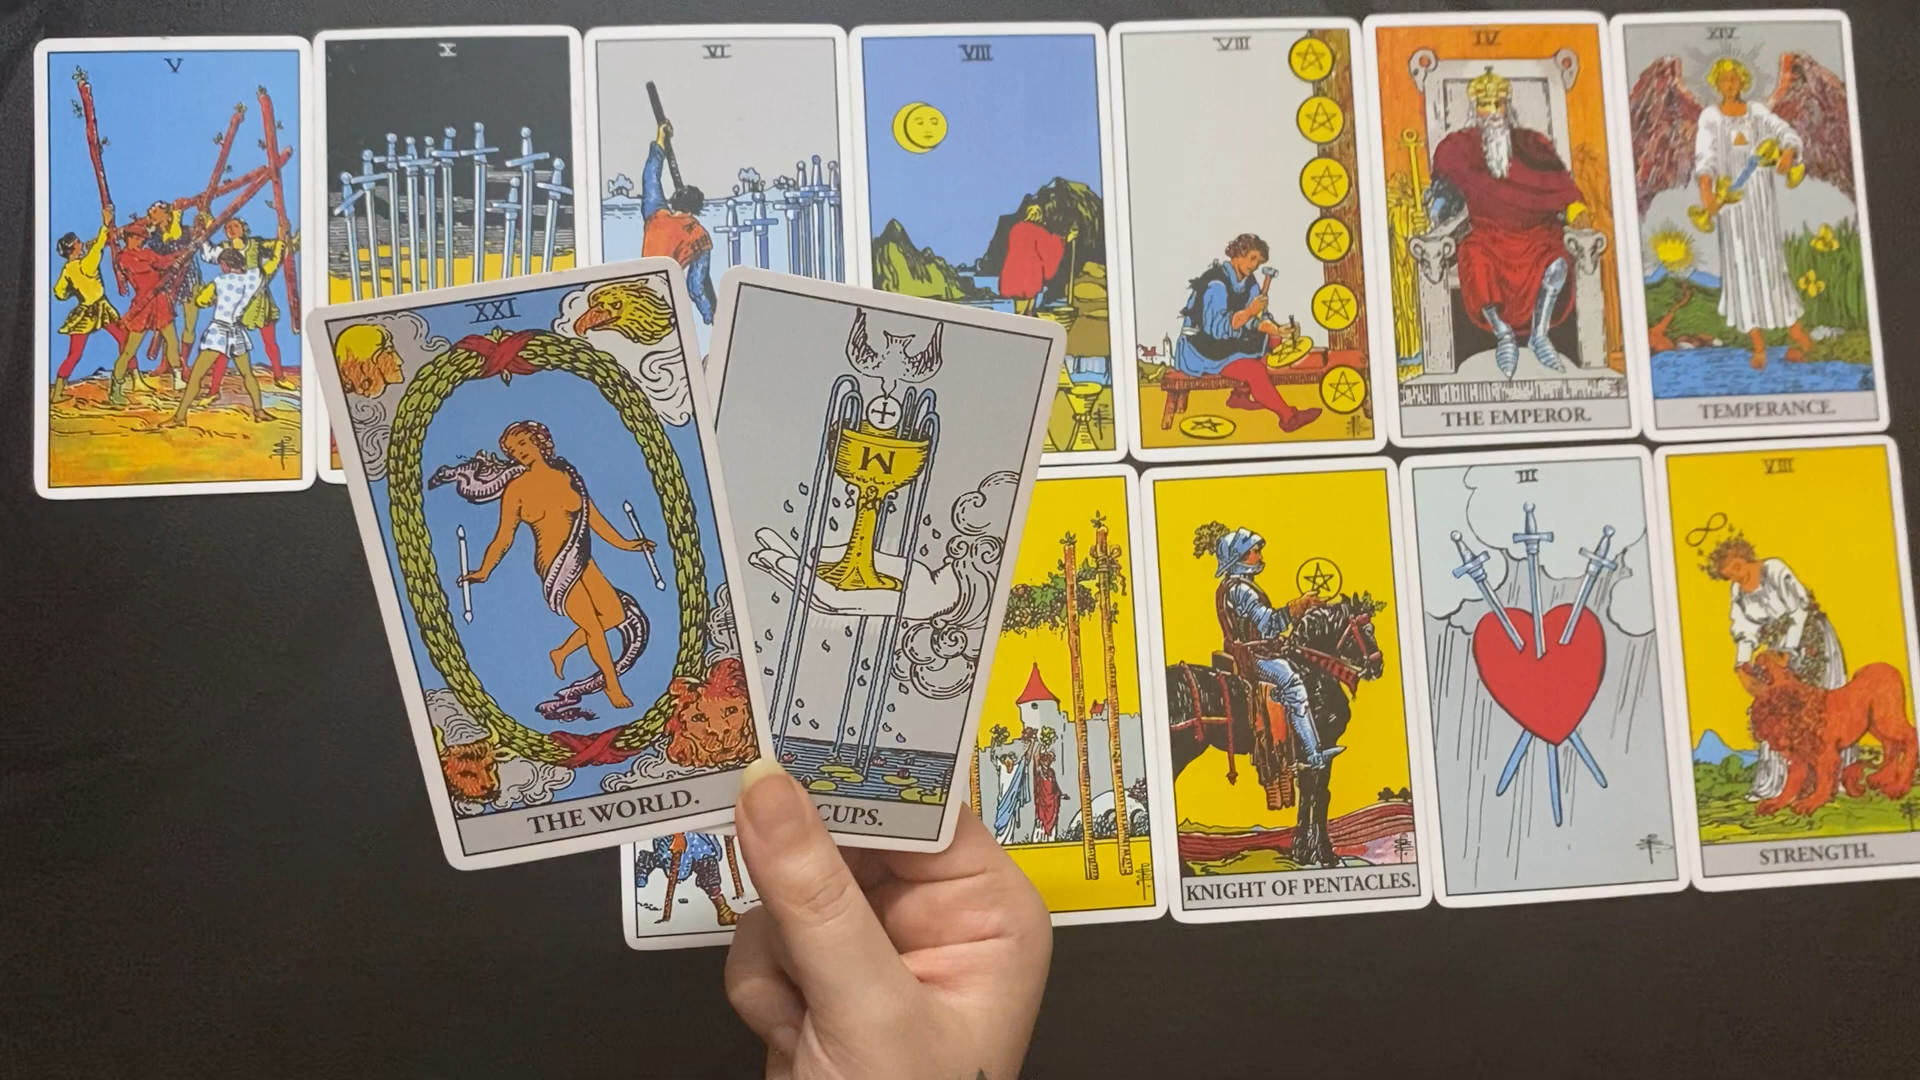 V
X
VI
VIII
VIII
IV
THE EMPEROR.
XIV
TEMPERANCE.
XXI
THE WORLD.
CUPS.
KNIGHT OF PENTACLES.
III
VIII
STRENGTH.